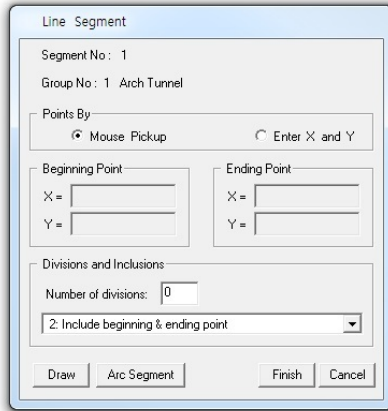 Line Segment
Segment No : 1
Group No : 1 Arch Tunnel
Points By
Mouse Pickup Enter X and Y
Beginning Point Ending Point
X = X =
Y = Y =
Divisions and Inclusions
Number of divisions: 0
2: Include beginning & ending point
Draw Arc Segment Finish Cancel